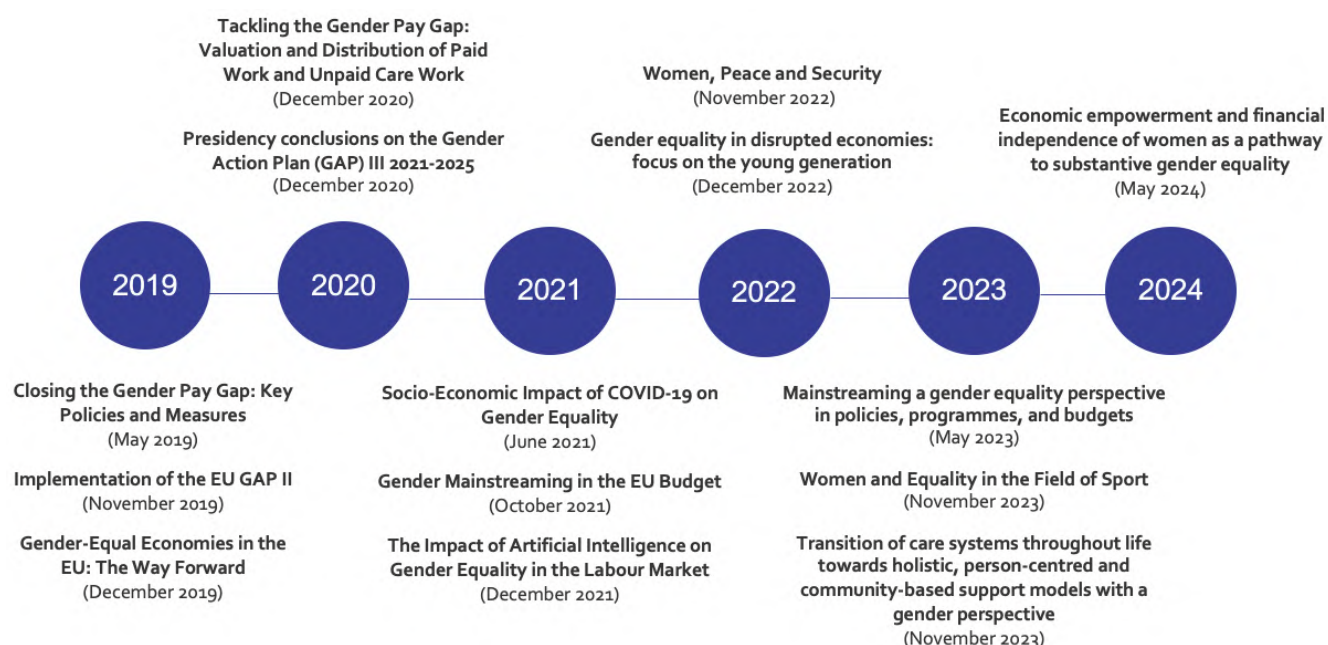 Tackling the Gender Pay Gap:
Valuation and Distribution of Paid
Work and Unpaid Care Work
(December 2020)
Presidency conclusions on the Gender
Action Plan (GAP) III 2021-2025
(December 2020)
Women, Peace and Security
(November 2022)
Gender equality in disrupted economies:
focus on the young generation
(December 2022)
Economic empowerment and financial
independence of women as a pathway
to substantive gender equality
(May 2024)
2019
2020
2021
2022
2023
2024
Closing the Gender Pay Gap: Key
Policies and Measures
(May 2019)
Implementation of the EU GAP II
(November 2019)
Gender-Equal Economies in the
EU: The Way Forward
(December 2019)
Socio-Economic Impact of COVID-19 on
Gender Equality
(June 2021)
Gender Mainstreaming in the EU Budget
(October 2021)
The Impact of Artificial Intelligence on
Gender Equality in the Labour Market
(December 2021)
Mainstreaming a gender equality perspective
in policies, programmes, and budgets
(May 2023)
Women and Equality in the Field of Sport
(November 2023)
Transition of care systems throughout life
towards holistic, person-centred and
community-based support models with a
gender perspective
(November 2023)